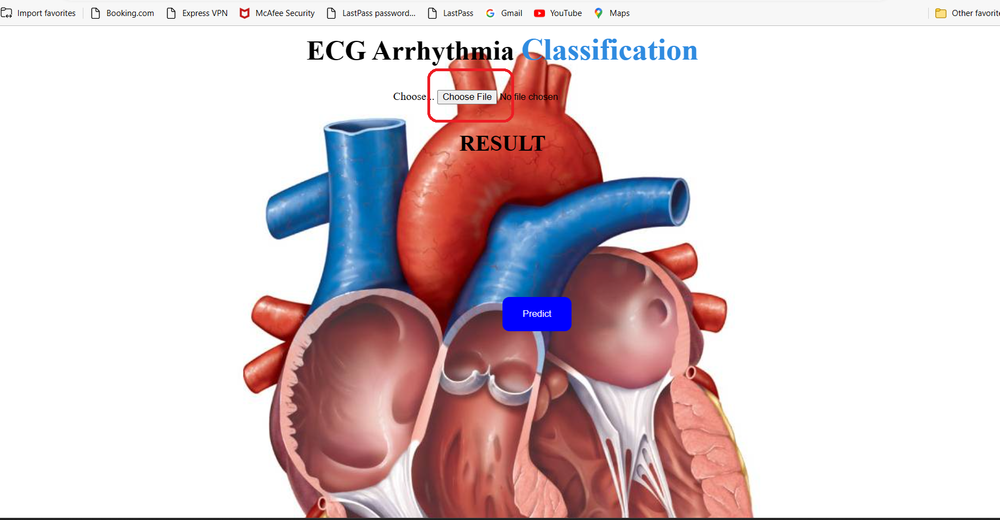 Import favorites Booking.com Express VPN McAfee Security LastPass password... LastPass Gmail YouTube Maps Other favorite
ECG Arrhythmia Classification
Choose... Choose File No file chosen
RESULT
Predict